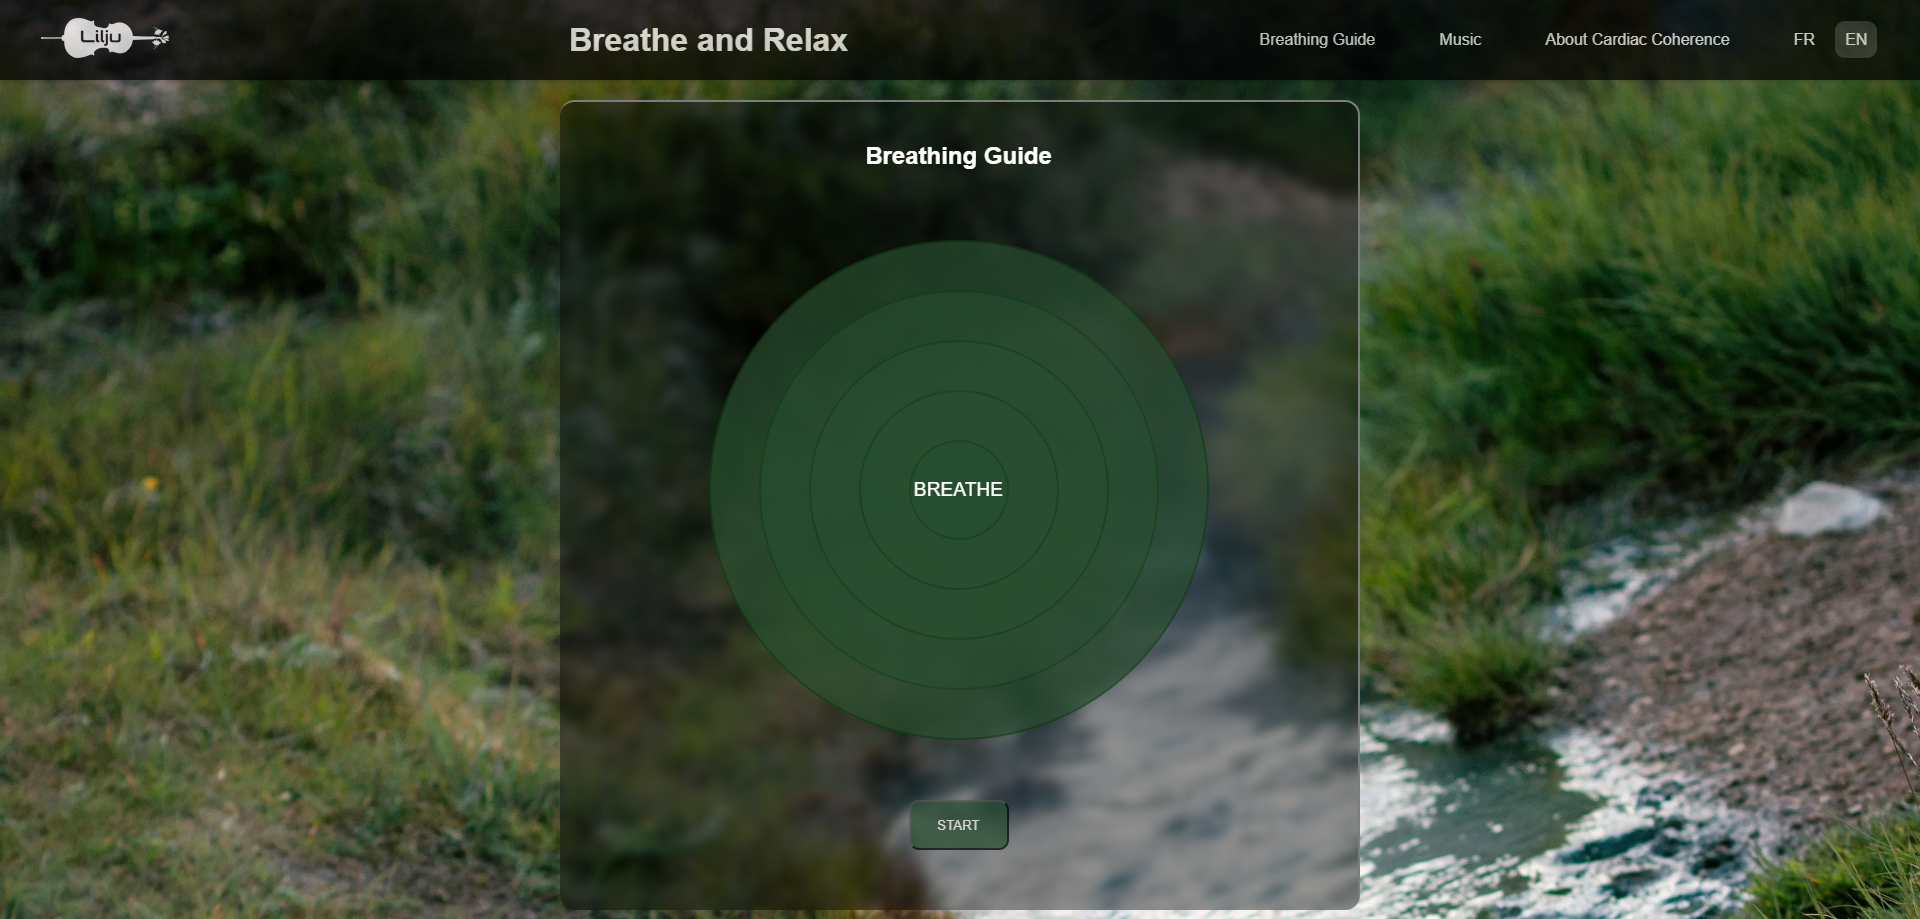 Lilju
Breathe and Relax
Breathing Guide
Music
About Cardiac Coherence
FR
EN
Breathing Guide
BREATHE
START